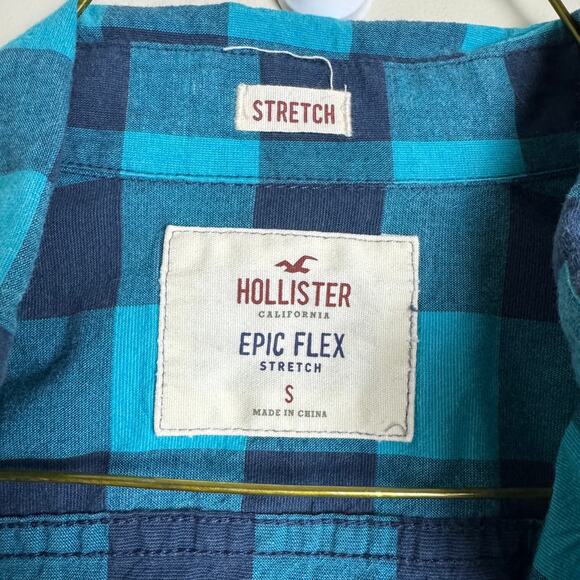 STRETCH
HOLLISTER
CALIFORNIA
EPIC FLEX
STRETCH
S
MADE IN CHINA